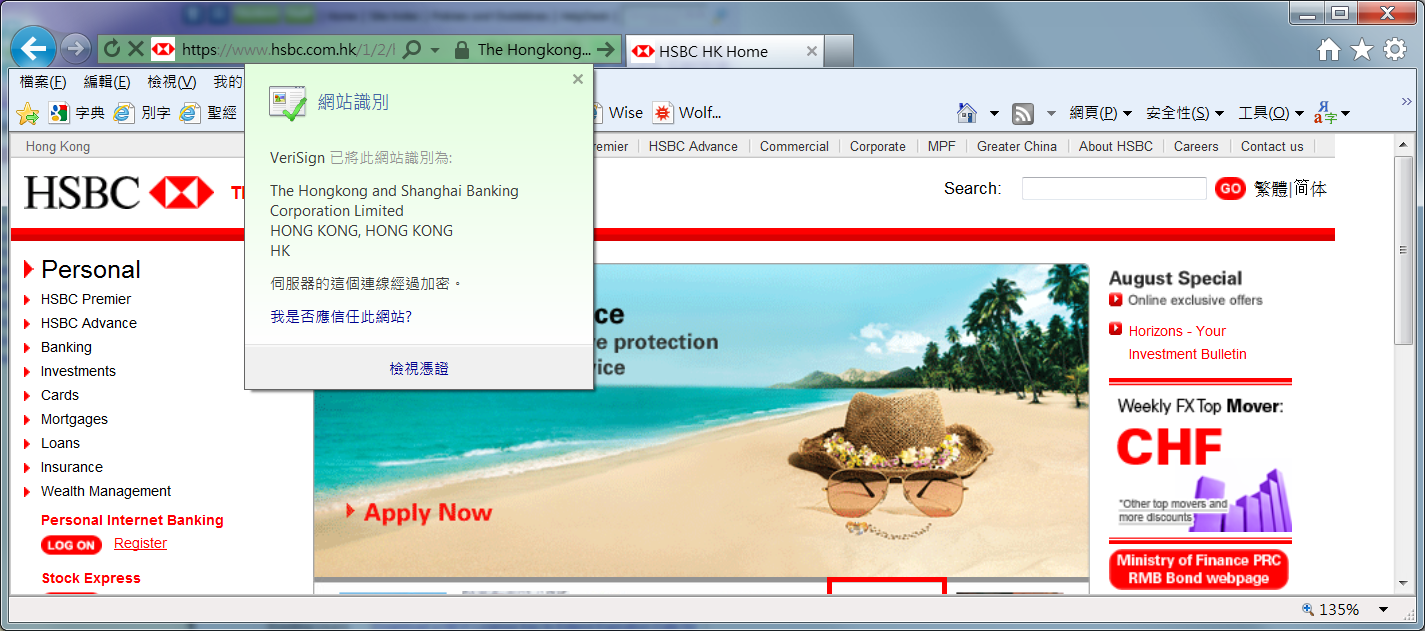 https://www.hsbc.com.hk/1/2/
The Hongkong...
HSBC HK Home
檔案(F) 編輯(E) 檢視(V) 我的
字典 別字 聖經
Wise Wolf...
網頁(P) 安全性(S) 工具(O)
網站識別
VeriSign 已將此網站識別為:
The Hongkong and Shanghai Banking
Corporation Limited
HONG KONG, HONG KONG
HK
伺服器的這個連線經過加密。
我是否應信任此網站?
檢視憑證
Hong Kong
emier HSBC Advance Commercial Corporate MPF Greater China About HSBC Careers Contact us
HSBC
Search: GO 繁體|简体
Personal
HSBC Premier
HSBC Advance
Banking
Investments
Cards
Mortgages
Loans
Insurance
Wealth Management
Personal Internet Banking
LOG ON Register
Stock Express
ce
e protection
vice
Apply Now
August Special
Online exclusive offers
Horizons - Your
Investment Bulletin
Weekly FX Top Mover:
CHF
*Other top movers and
more discounts
Ministry of Finance PRC
RMB Bond webpage
135%